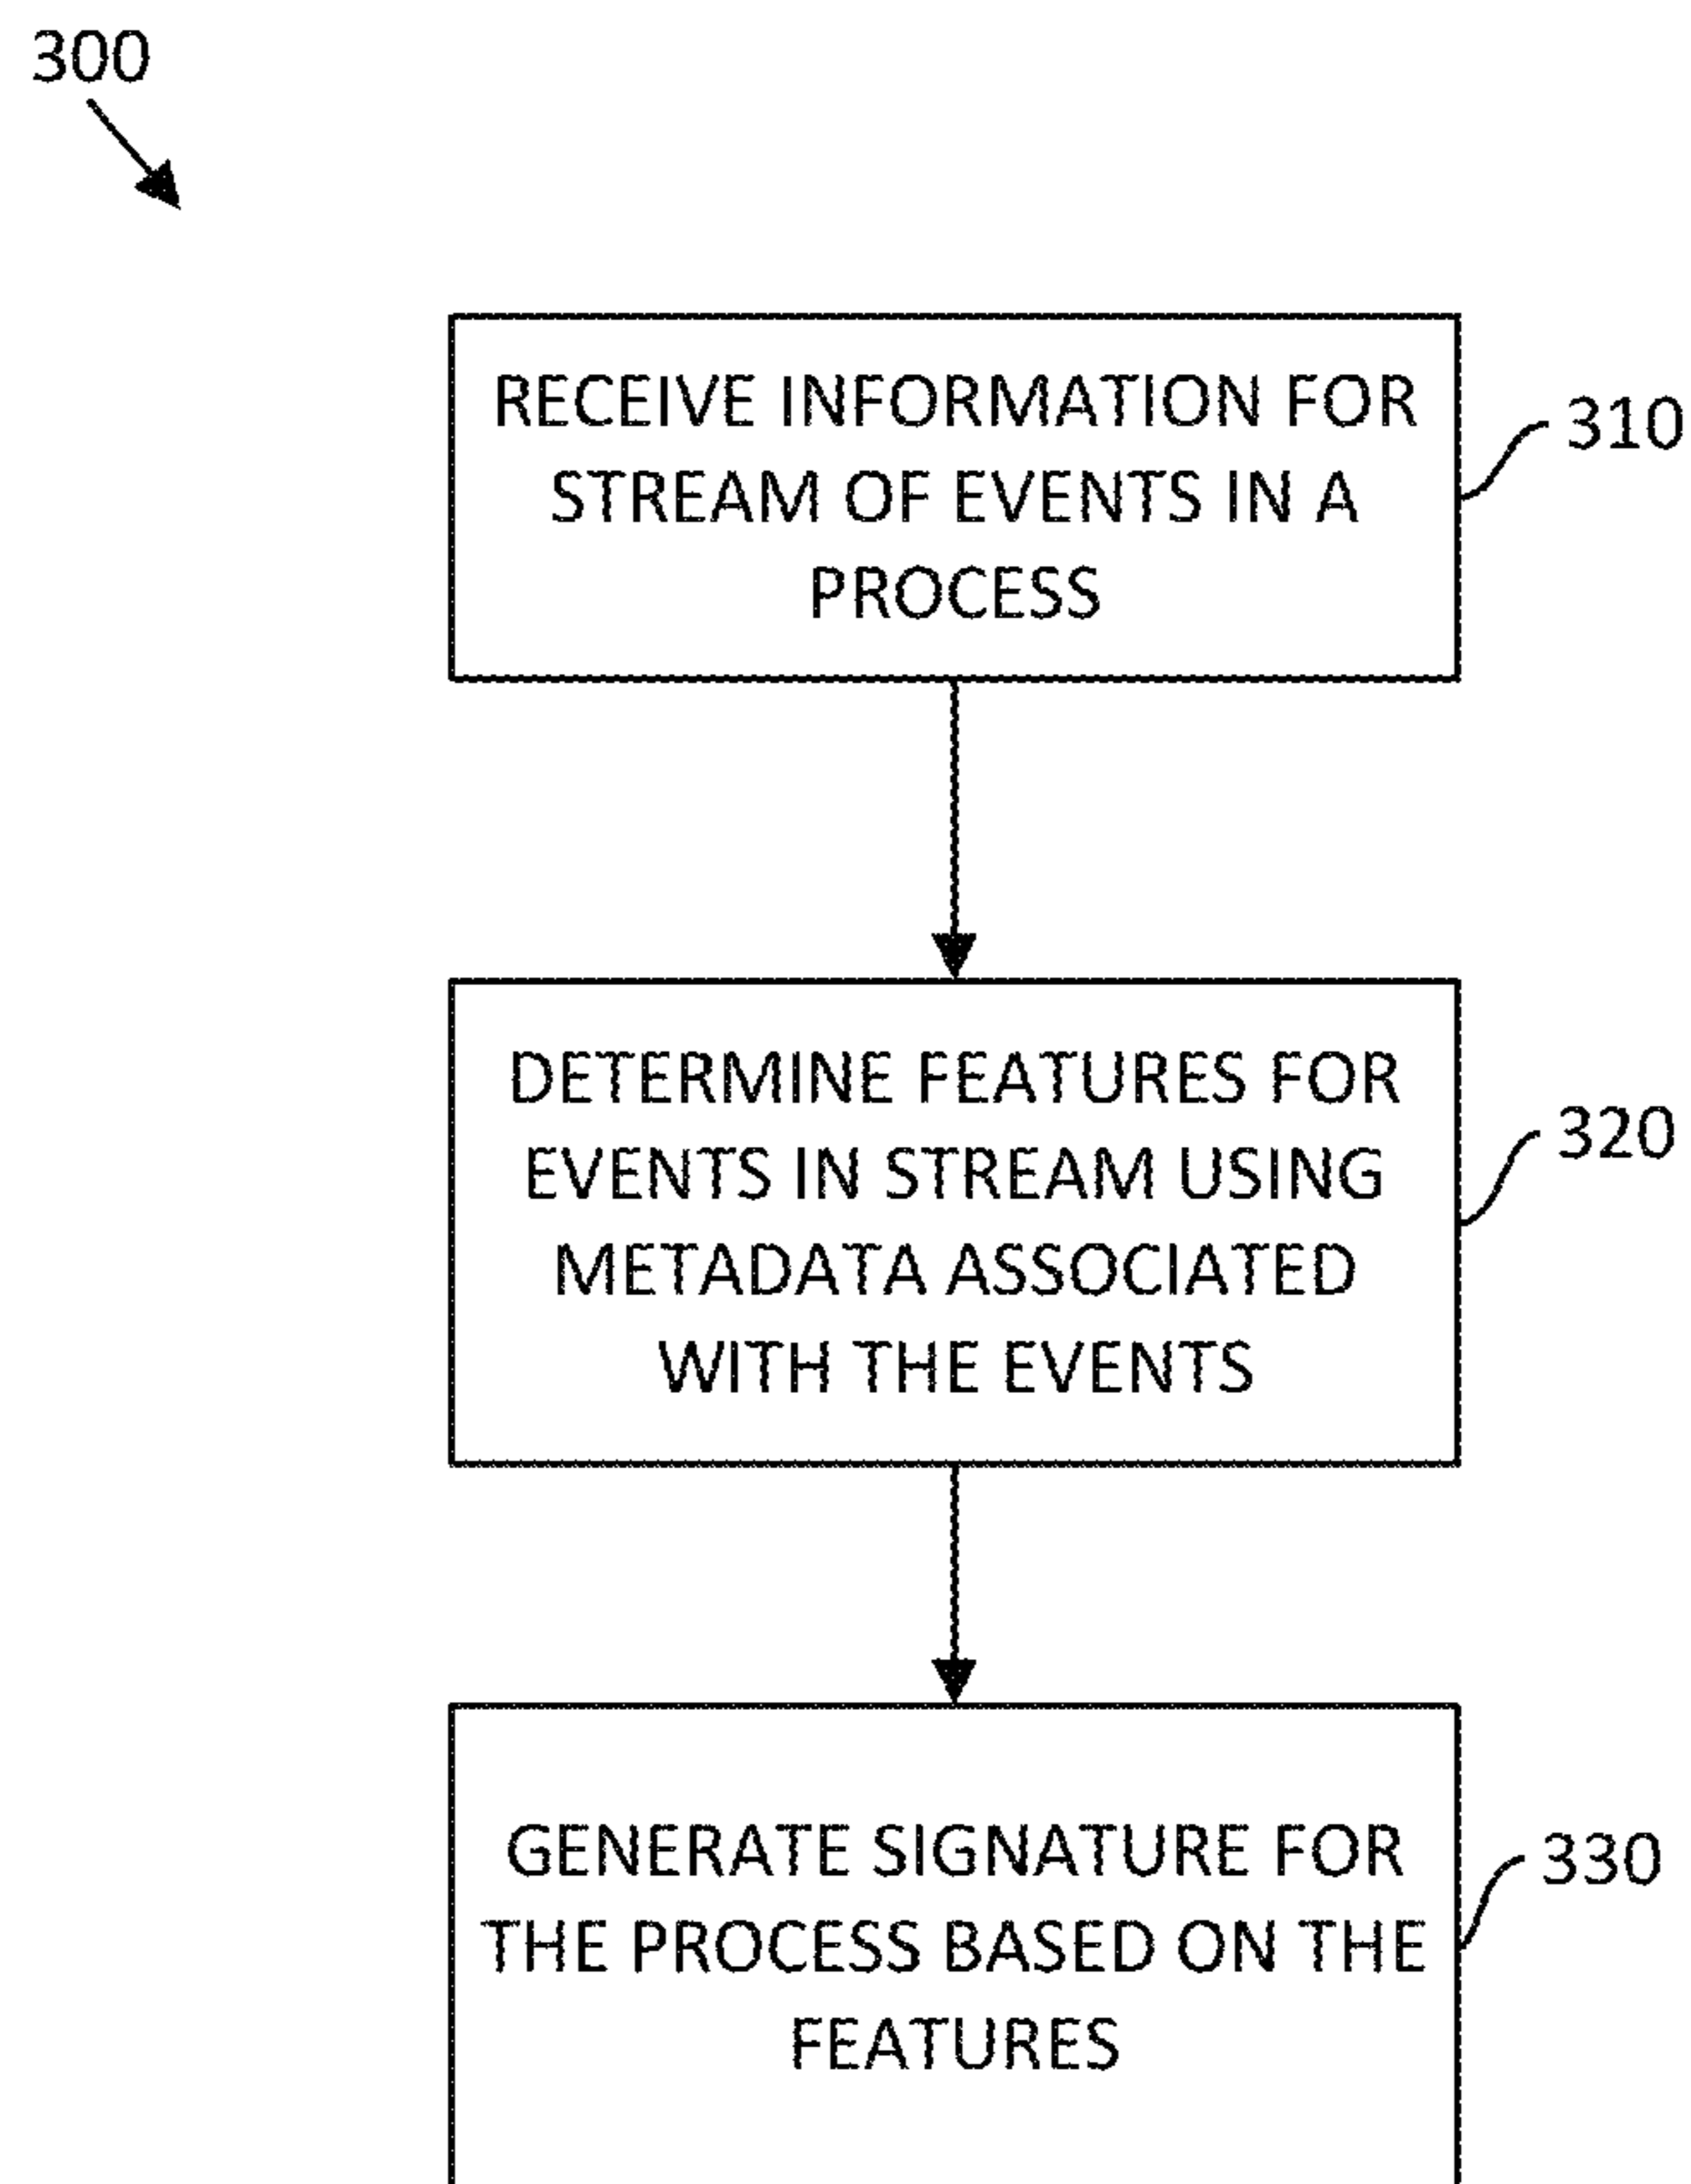 300
RECEIVE INFORMATION FOR
STREAM OF EVENTS IN A
PROCESS
310
DETERMINE FEATURES FOR
EVENTS IN STREAM USING
METADATA ASSOCIATED
WITH THE EVENTS
320
GENERATE SIGNATURE FOR
THE PROCESS BASED ON THE
FEATURES
330